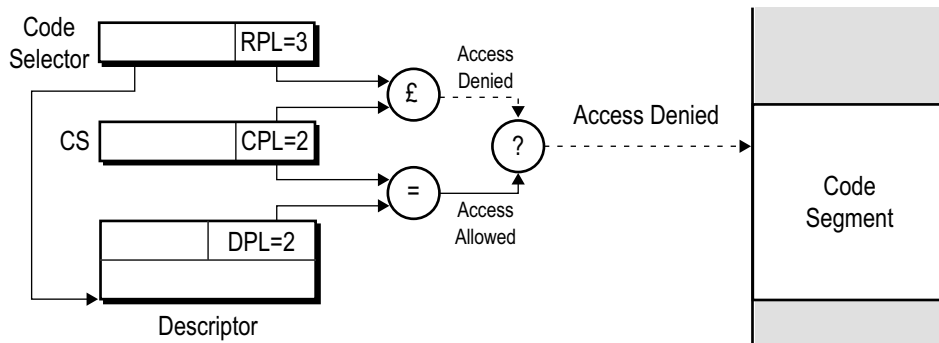 Code
Selector
RPL=3
Access
Denied
£
CS
CPL=2
?
Access Denied
=
Access
Allowed
Code
Segment
DPL=2
Descriptor